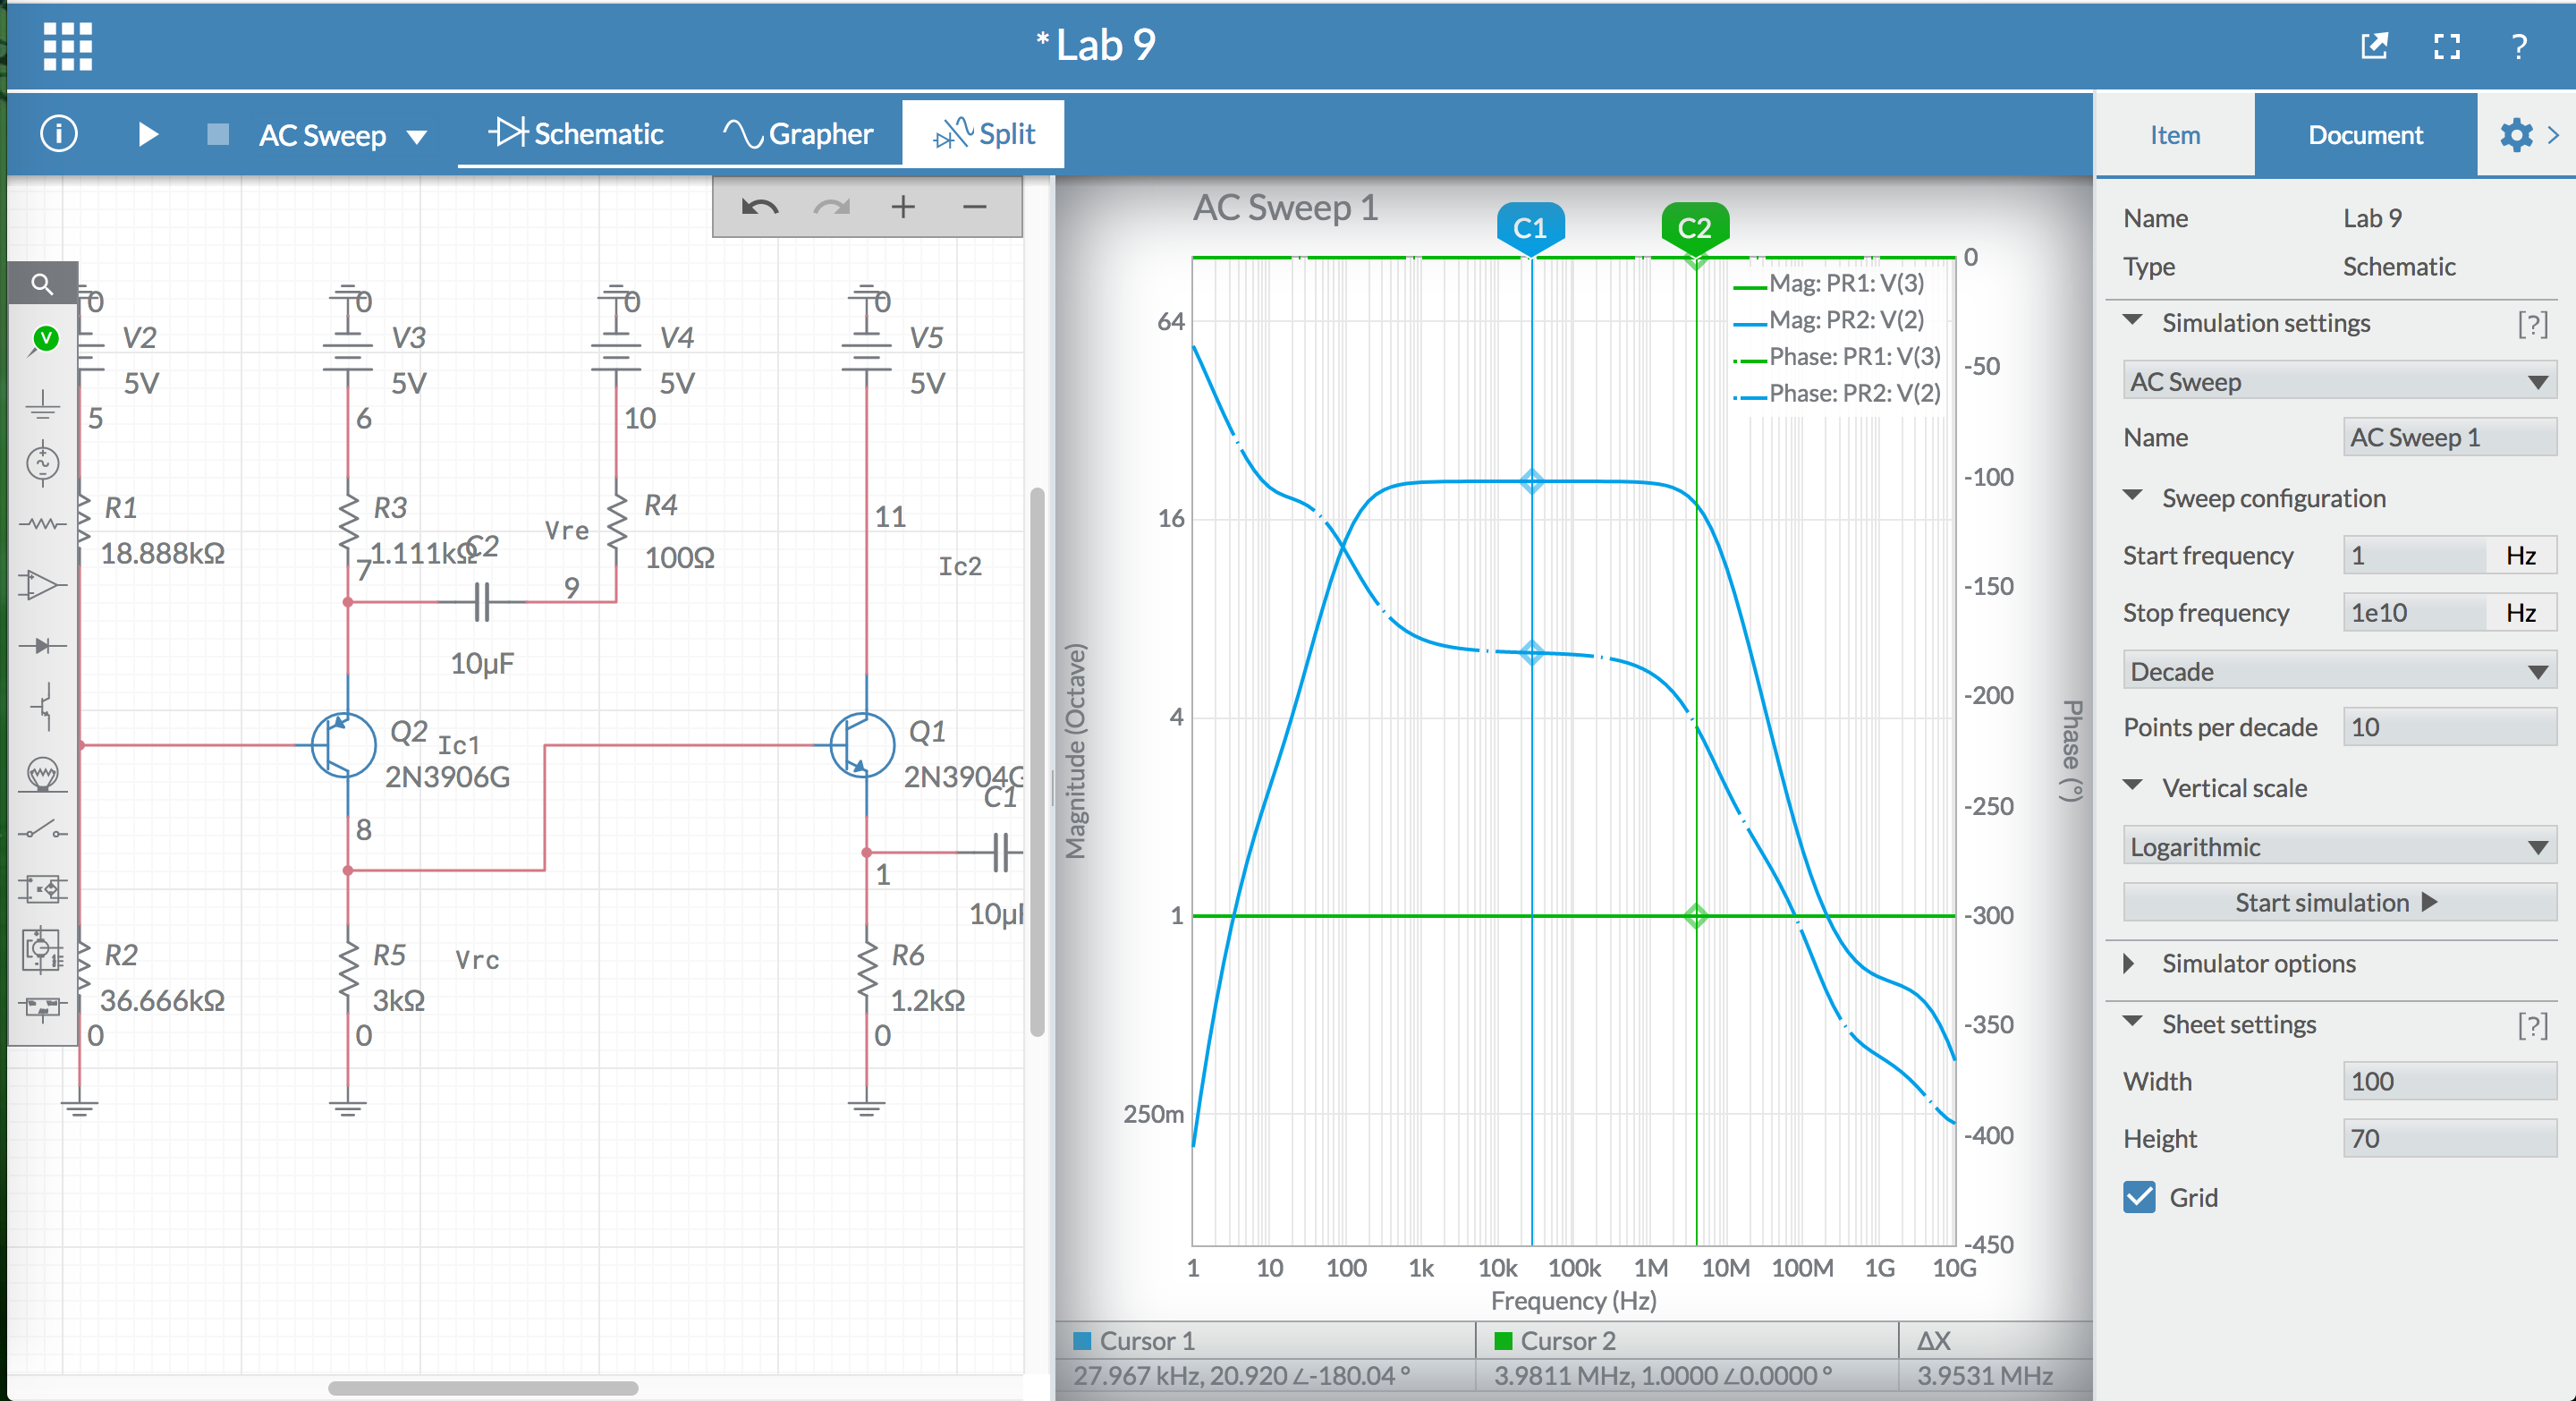 * Lab 9
?
i
AC Sweep
Schematic
Grapher
Split
Item
Document
V
0
V2
5V
5
R1
18.888kΩ
R2
36.666kΩ
0
0
V3
5V
6
R3
1.111kΩ
7
C2
10µF
9
Vre
0
V4
5V
10
R4
100Ω
0
V5
5V
11
Ic2
Q2
Ic1
2N3906G
8
R5
3kΩ
0
Vrc
Q1
2N3904G
C1
1
R6
1.2kΩ
0
AC Sweep 1
C1
C2
Mag: PR1: V(3)
Mag: PR2: V(2)
Phase: PR1: V(3)
Phase: PR2: V(2)
Magnitude (Octave)
64
16
4
1
250m
0
-50
-100
-150
-200
-250
-300
-350
-400
-450
Phase (°)
1 10 100 1k 10k 100k 1M 10M 100M 1G 10G
Frequency (Hz)
Cursor 1 Cursor 2 ΔX
27.967 kHz, 20.920 ∠-180.04 ° 3.9811 MHz, 1.0000 ∠0.0000 ° 3.9531 MHz
Name Lab 9
Type Schematic
Simulation settings [?]
AC Sweep
Name AC Sweep 1
Sweep configuration
Start frequency 1 Hz
Stop frequency 1e10 Hz
Decade
Points per decade 10
Vertical scale
Logarithmic
Start simulation
Simulator options
Sheet settings [?]
Width 100
Height 70
Grid